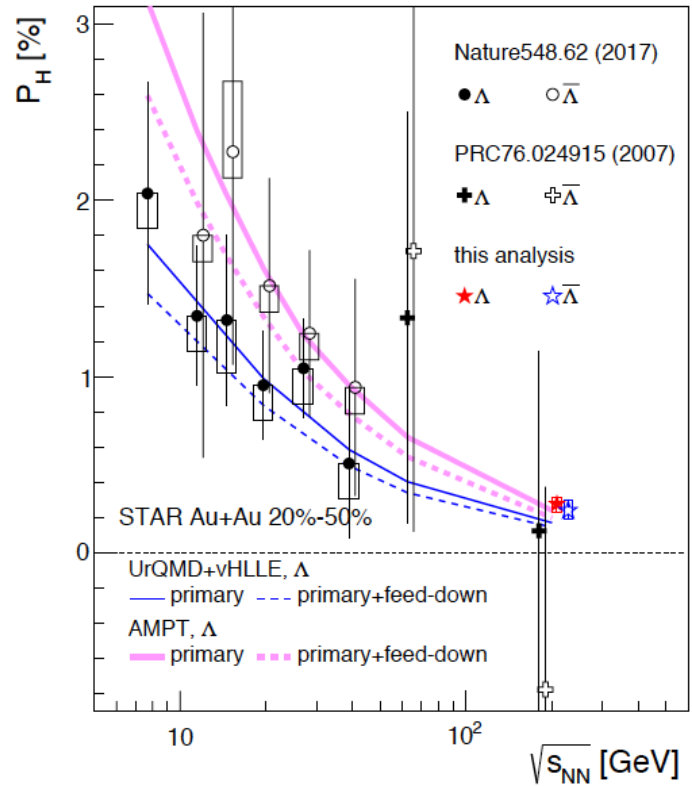 P_H [%]
3
2
1
0
Nature548.62 (2017)
Λ Λ̅
PRC76.024915 (2007)
Λ Λ̅
this analysis
Λ Λ̅
STAR Au+Au 20%-50%
UrQMD+vHLLE, Λ
primary primary+feed-down
AMPT, Λ
primary primary+feed-down
10 10²
√s_NN [GeV]